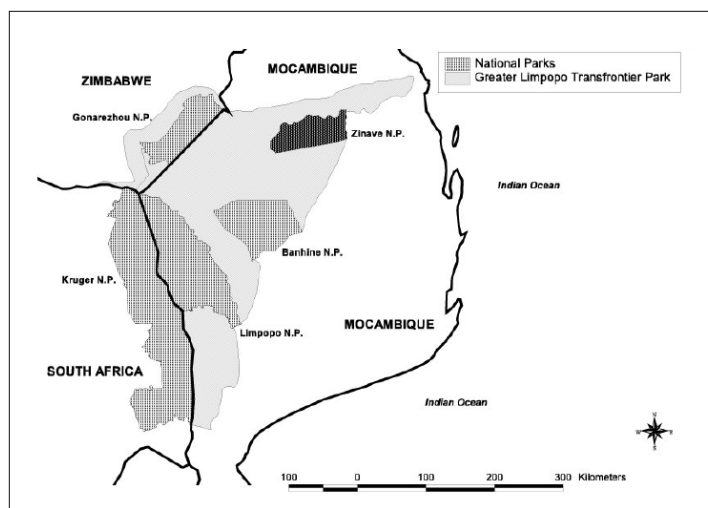 ZIMBABWE
MOCAMBIQUE
National Parks
Greater Limpopo Transfrontier Park
Gonarezhou N.P.
Zinave N.P.
Indian Ocean
Banhine N.P.
Kruger N.P.
Limpopo N.P.
MOCAMBIQUE
SOUTH AFRICA
Indian Ocean
N
W E
S
100 0 100 200 300 Kilometers